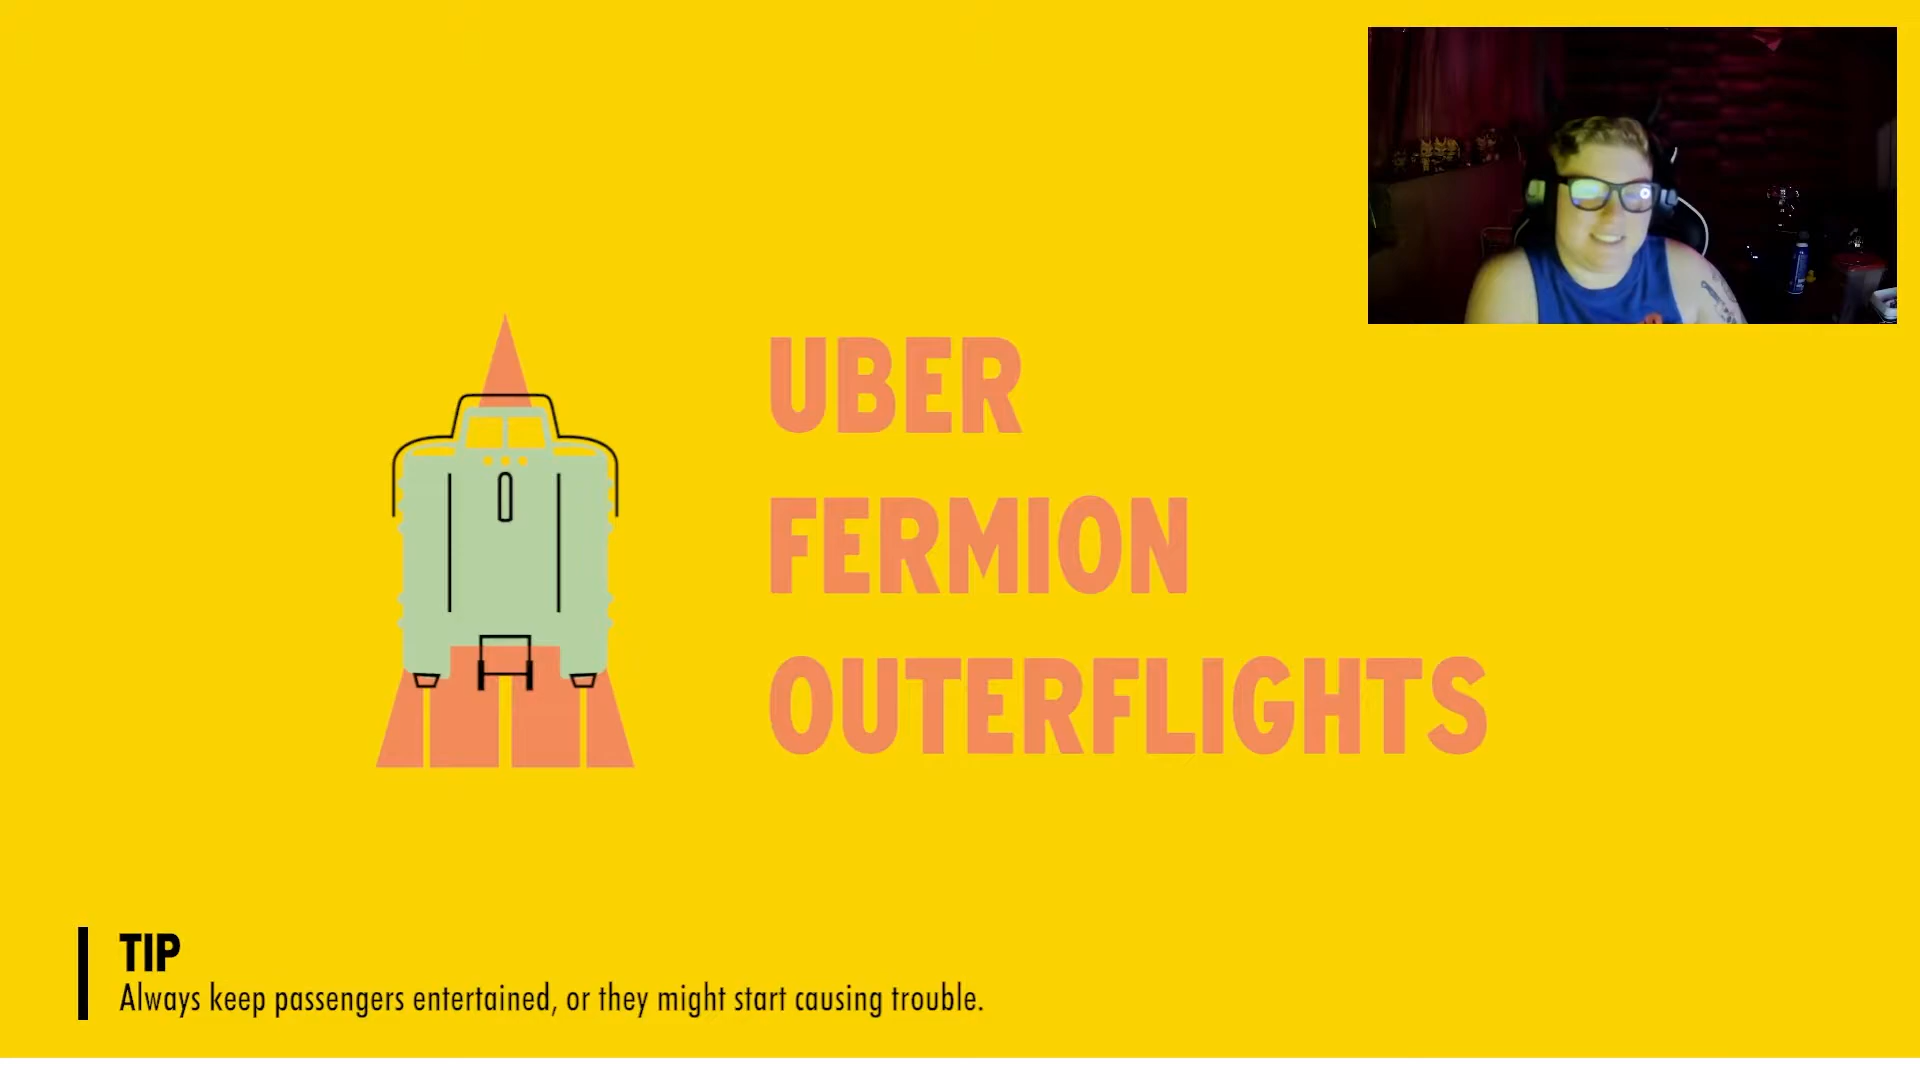 UBER
FERMION
OUTERFLIGHTS
TIP
Always keep passengers entertained, or they might start causing trouble.